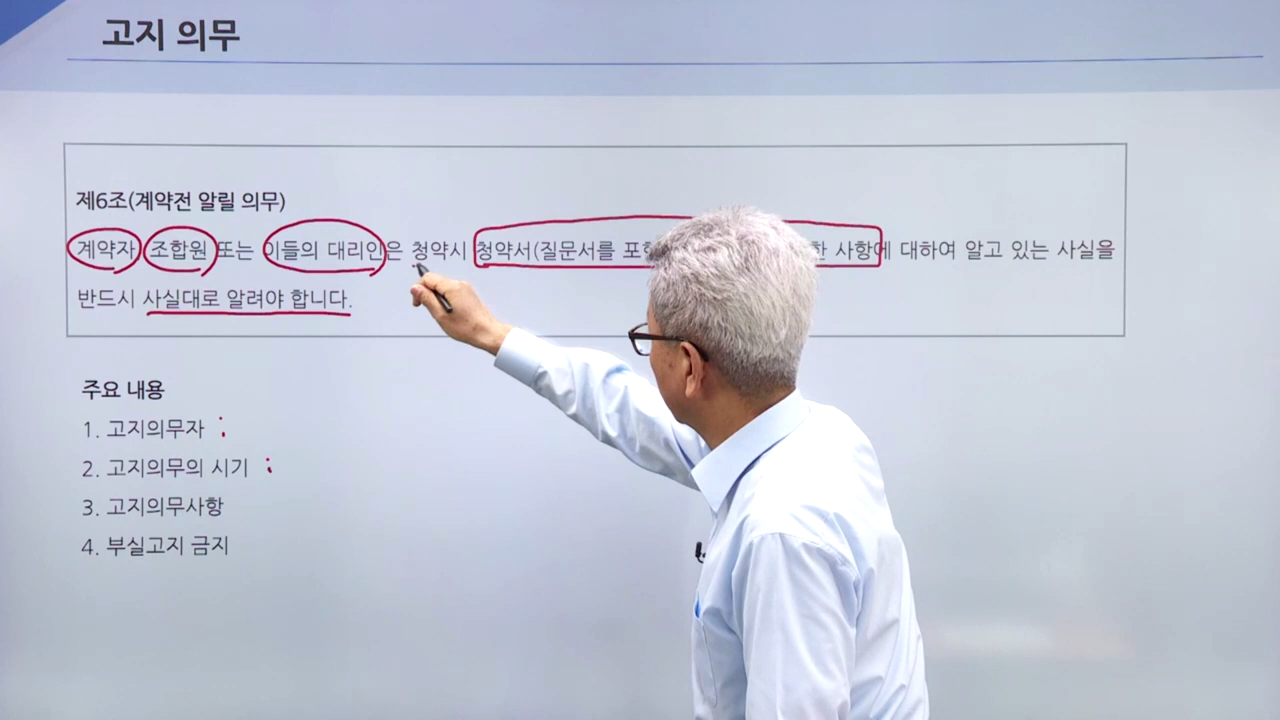 고지 의무
제6조(계약전 알릴 의무)
계약자 조합원 또는 이들의 대리인은 청약시 청약서(질문서를 사항에 대하여 알고 있는 사실을
반드시 사실대로 알려야 합니다.
주요 내용
1. 고지의무자 :
2. 고지의무의 시기 :
3. 고지의무사항
4. 부실고지 금지